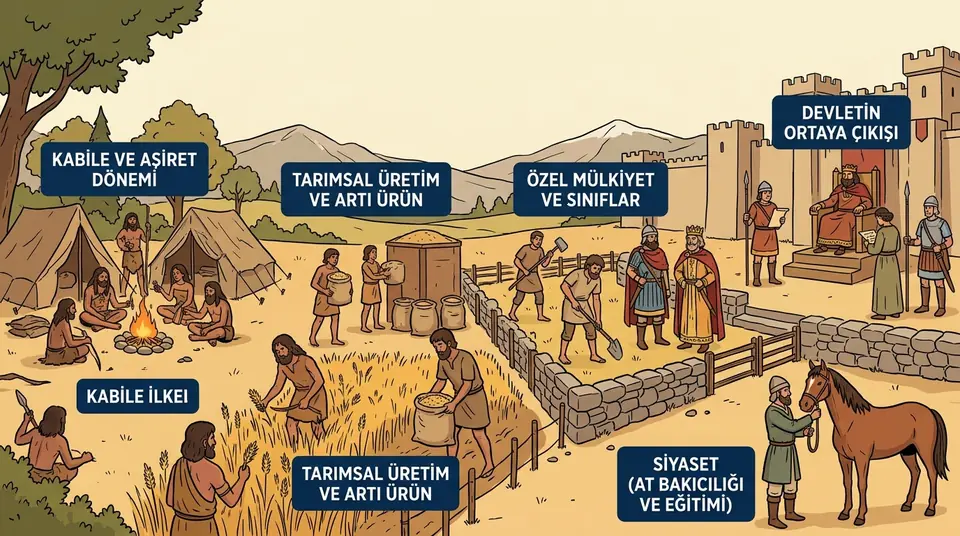 KABİLE VE AŞİRET
DÖNEMİ
TARIMSAL ÜRETİM
VE ARTI ÜRÜN
ÖZEL MÜLKİYET
VE SINIFLAR
DEVLETİN
ORTAYA ÇIKIŞI
KABİLE İLKEI
TARIMSAL ÜRETİM
VE ARTI ÜRÜN
SİYASET
(AT BAKICILIĞI
VE EĞİTİMİ)